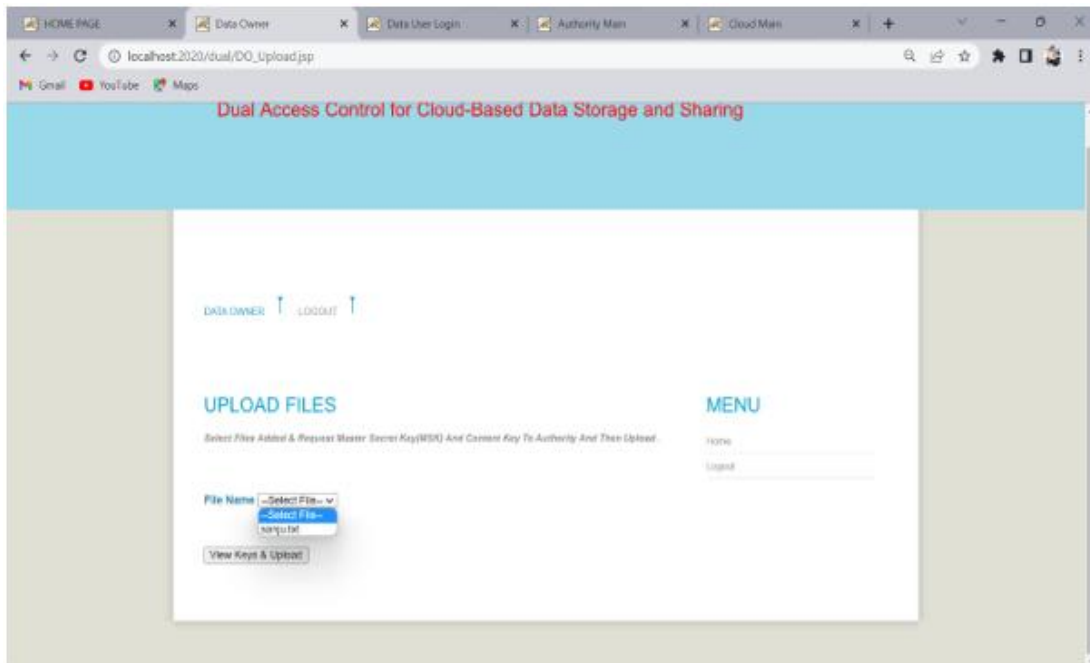 HOME PAGE
Data Owner
Data User Login
Authority Main
Cloud Main
localhost:2020/dual/DO_Upload.jsp
Gmail YouTube Maps
Dual Access Control for Cloud-Based Data Storage and Sharing
DATA OWNER LOGOUT
UPLOAD FILES
MENU
Select Files Added & Request Master Secret Key(MSK) And Content Key To Authority And Then Upload .
Home
Logout
File Name --Select File--
--Select File--
View Keys & Upload